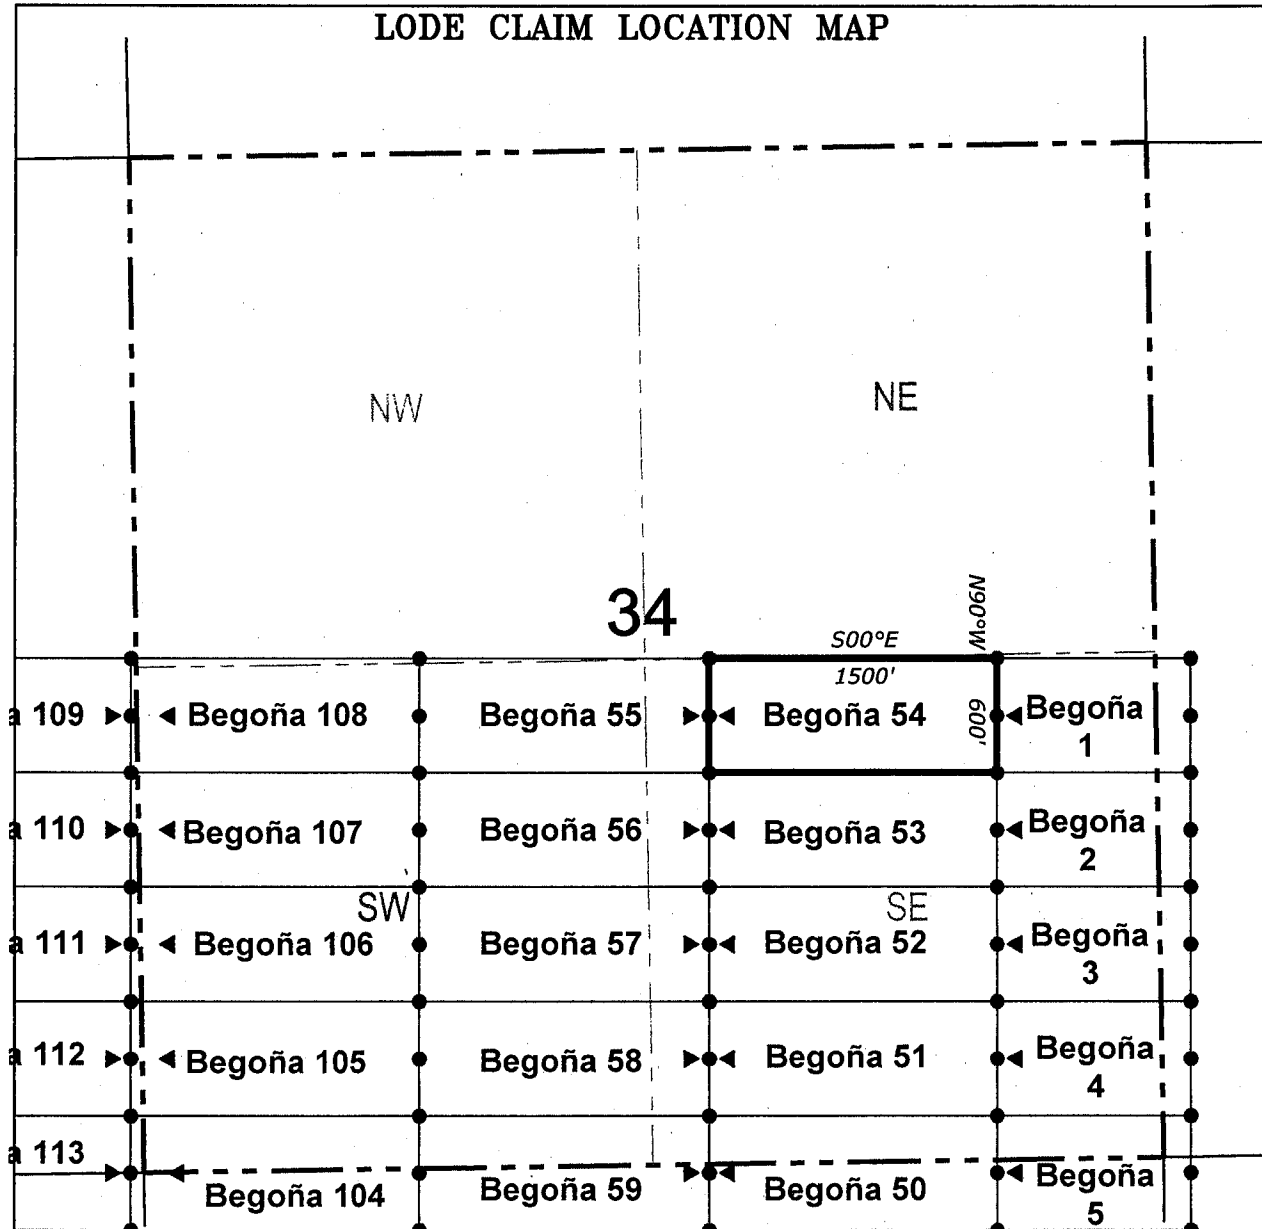 LODE CLAIM LOCATION MAP
NW
NE
34
S00°E
N90°W
1500'
600'
a 109
Begoña 108
Begoña 55
Begoña 54
Begoña
1
a 110
Begoña 107
Begoña 56
Begoña 53
Begoña
2
SW
SE
a 111
Begoña 106
Begoña 57
Begoña 52
Begoña
3
a 112
Begoña 105
Begoña 58
Begoña 51
Begoña
4
a 113
Begoña 104
Begoña 59
Begoña 50
Begoña
5